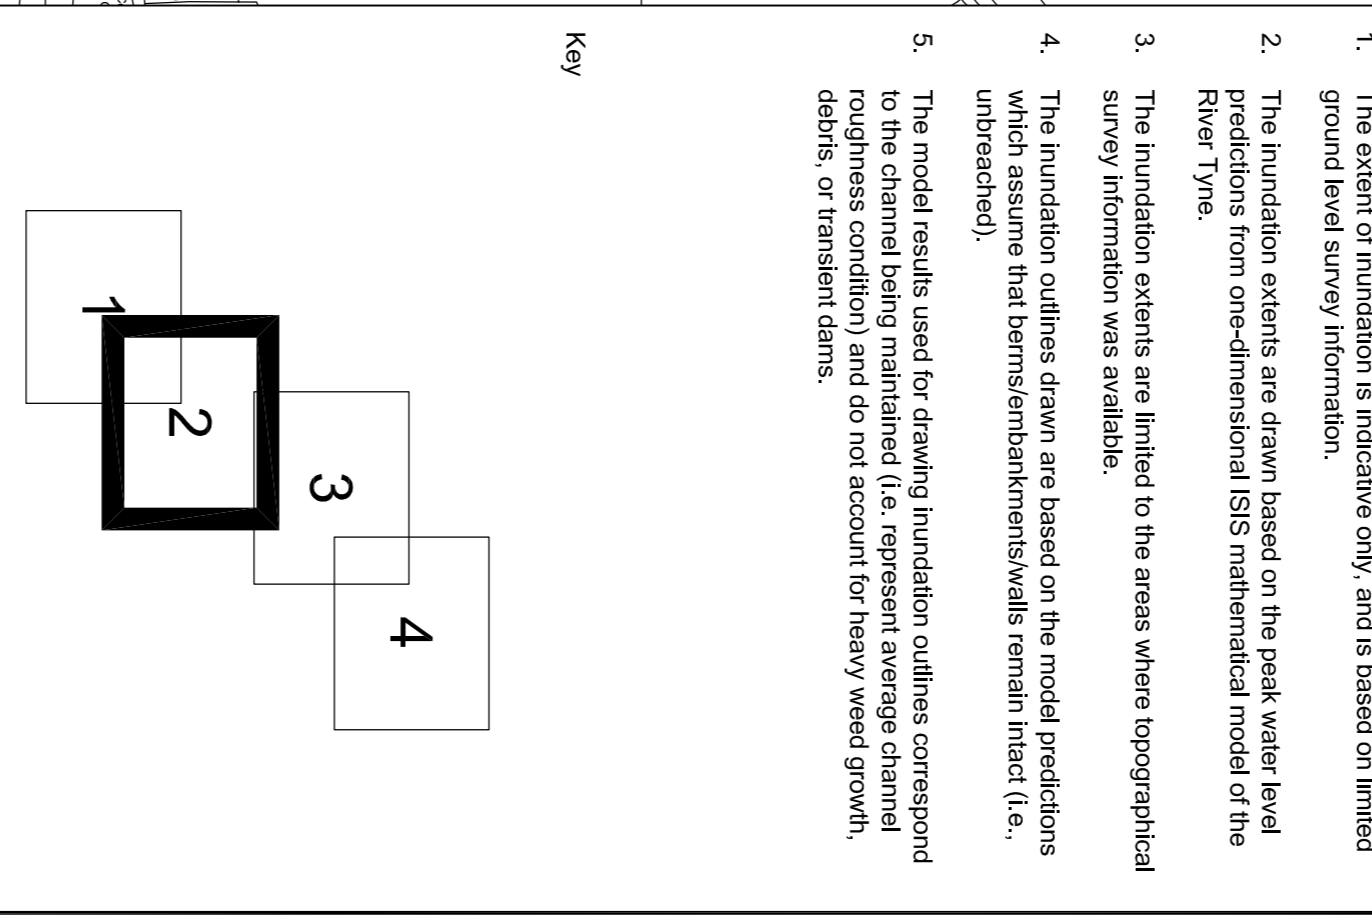 1. The extent of inundation is indicative only, and is based on limited
ground level survey information.
2. The inundation extents are drawn based on the peak water level
predictions from one-dimensional ISIS mathematical model of the
River Tyne.
3. The inundation extents are limited to the areas where topographical
survey information was available.
4. The inundation outlines drawn are based on the model predictions
which assume that berms/embankments/walls remain intact (i.e.,
unbreached).
5. The model results used for drawing inundation outlines correspond
to the channel being maintained (i.e. represent average channel
roughness condition) and do not account for heavy weed growth,
debris, or transient dams.
Key
4
3
2
1